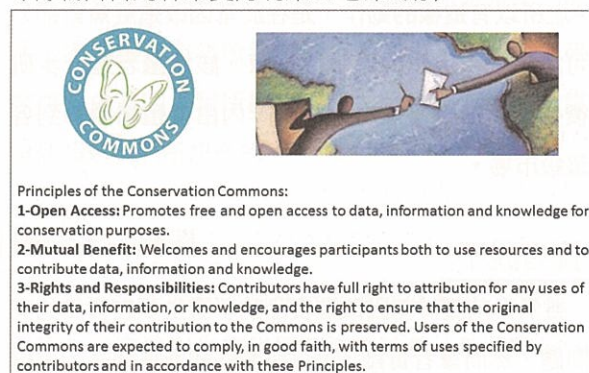 CONSERVATION
COMMONS
Principles of the Conservation Commons:
1-Open Access: Promotes free and open access to data, information and knowledge for
conservation purposes.
2-Mutual Benefit: Welcomes and encourages participants both to use resources and to
contribute data, information and knowledge.
3-Rights and Responsibilities: Contributors have full right to attribution for any uses of
their data, information, or knowledge, and the right to ensure that the original
integrity of their contribution to the Commons is preserved. Users of the Conservation
Commons are expected to comply, in good faith, with terms of uses specified by
contributors and in accordance with these Principles.